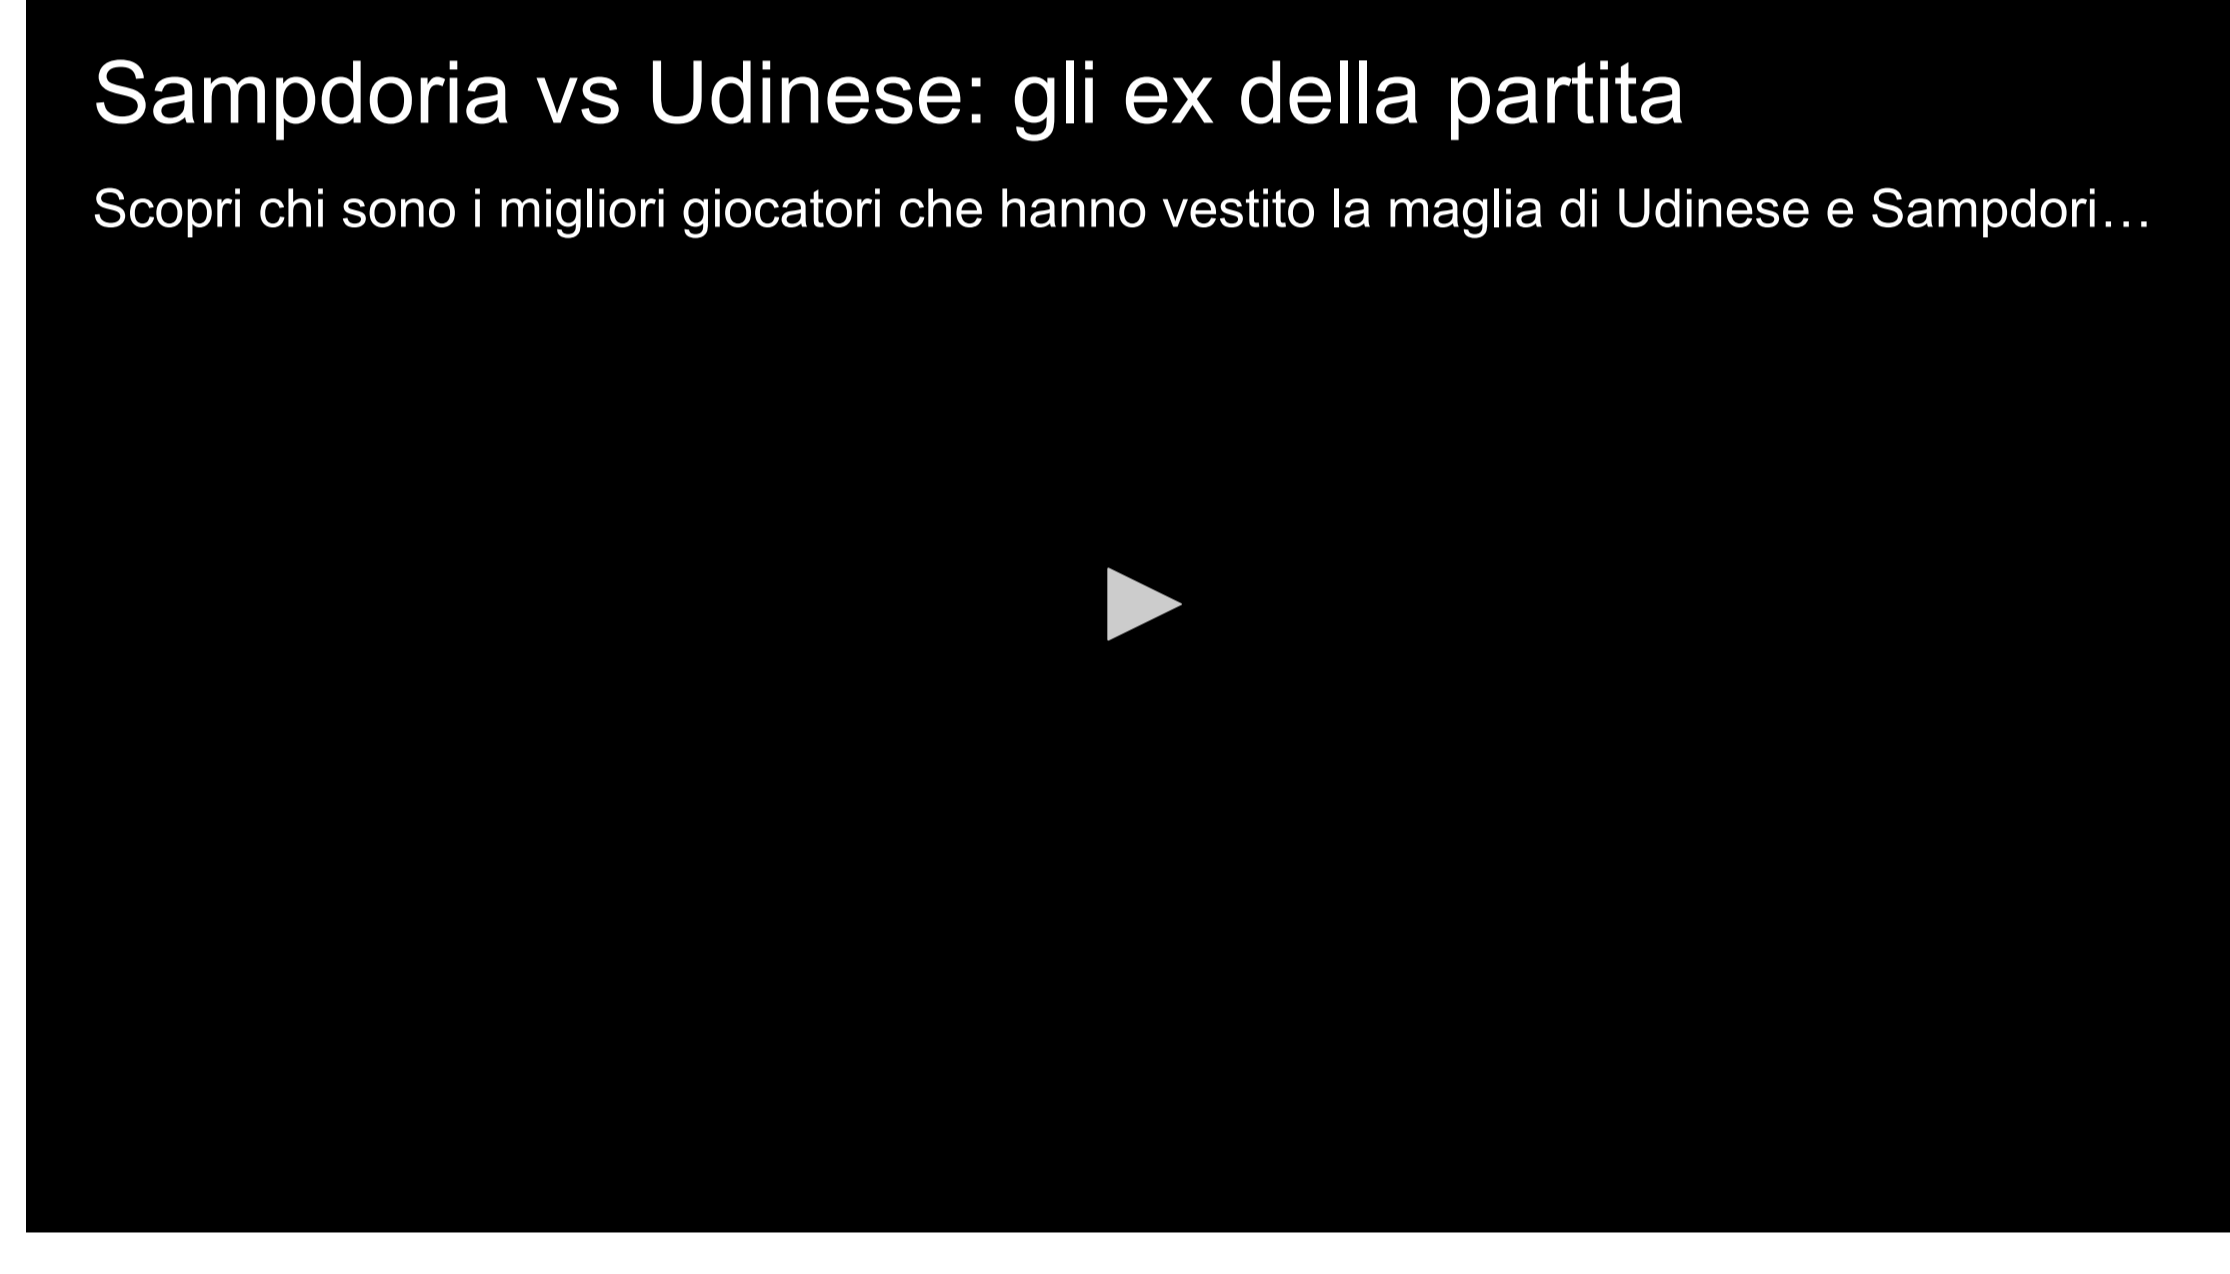 Sampdoria vs Udinese: gli ex della partita
Scopri chi sono i migliori giocatori che hanno vestito la maglia di Udinese e Sampdori…